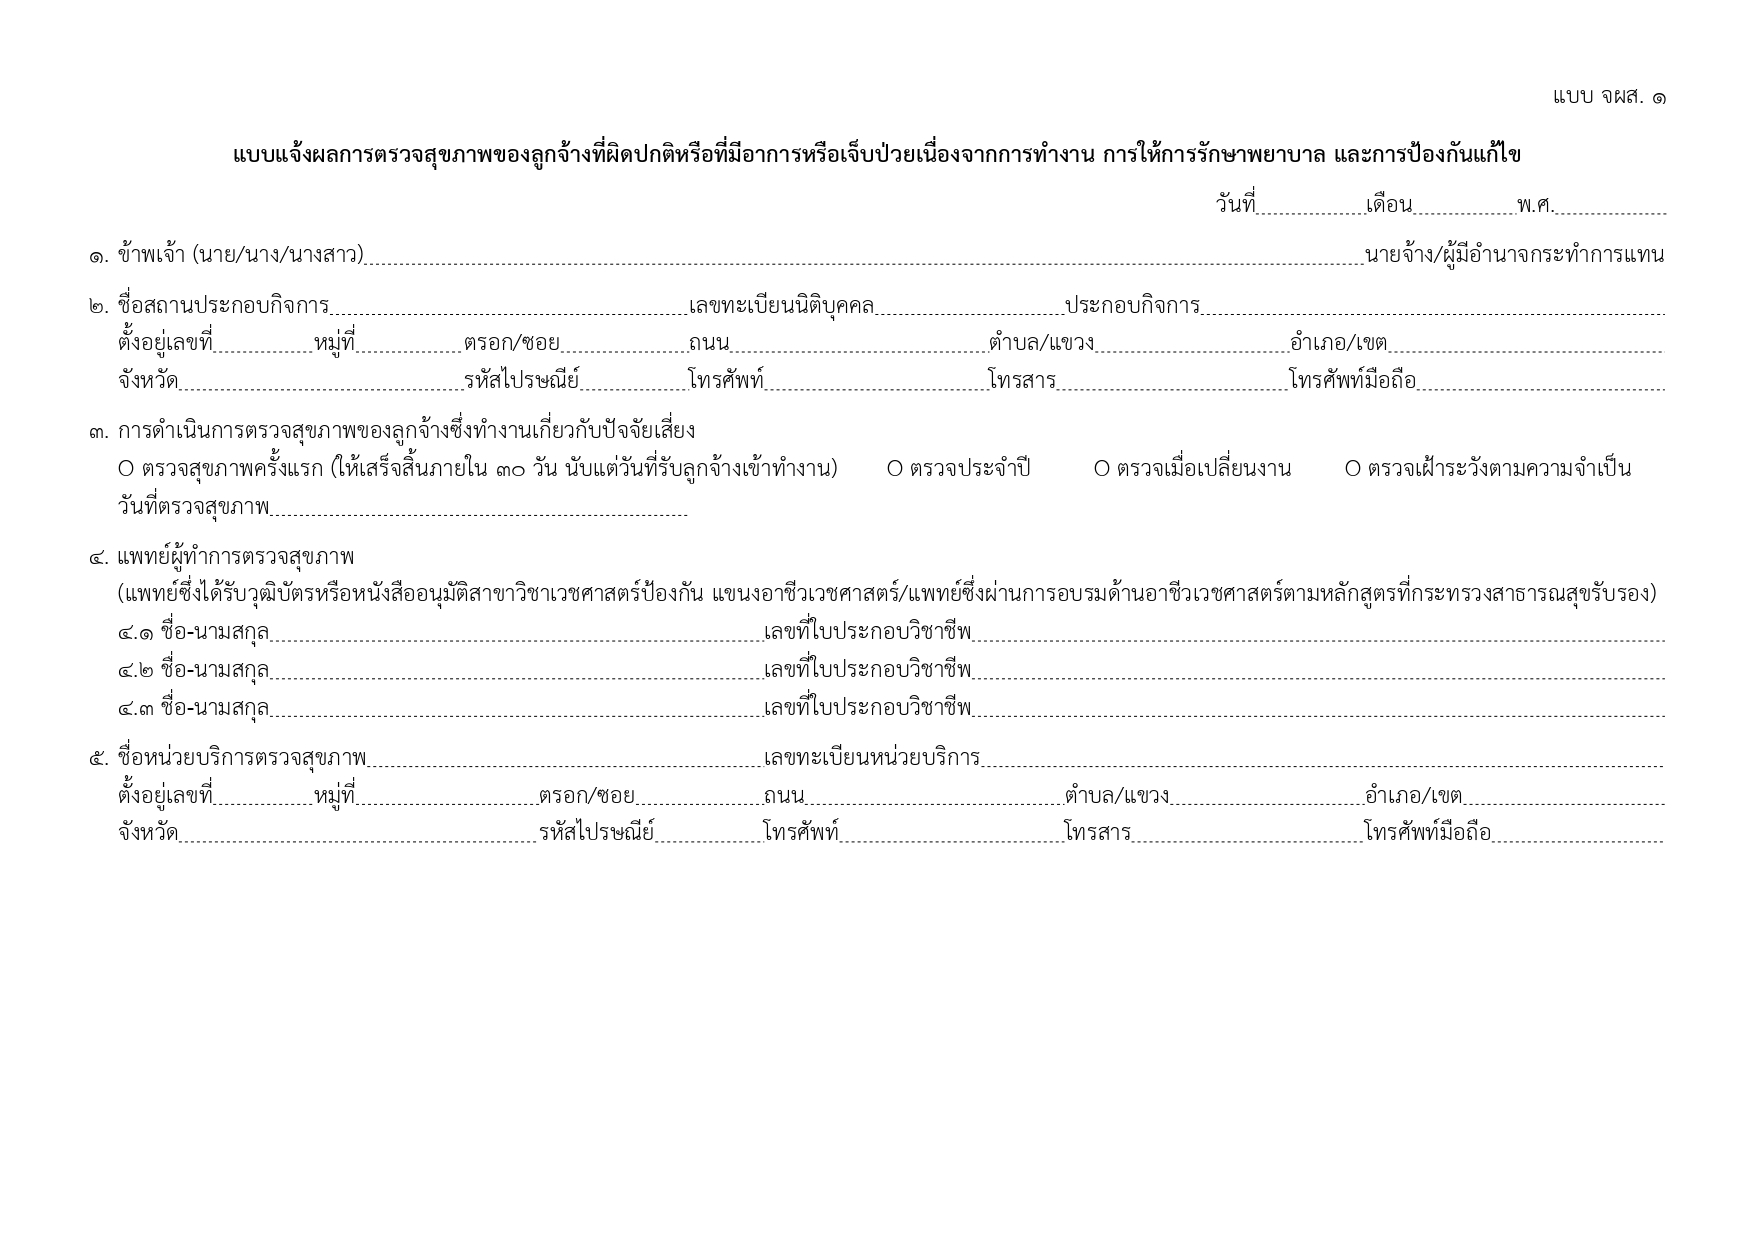 แบบ จผส. ๑
แบบแจ้งผลการตรวจสุขภาพของลูกจ้างที่ผิดปกติหรือที่มีอาการหรือเจ็บป่วยเนื่องจากการทำงาน การให้การรักษาพยาบาล และการป้องกันแก้ไข
วันที่ เดือน พ.ศ.
๑. ข้าพเจ้า (นาย/นาง/นางสาว) นายจ้าง/ผู้มีอำนาจกระทำการแทน
๒. ชื่อสถานประกอบกิจการ เลขทะเบียนนิติบุคคล ประกอบกิจการ
ตั้งอยู่เลขที่ หมู่ที่ ตรอก/ซอย ถนน ตำบล/แขวง อำเภอ/เขต
จังหวัด รหัสไปรษณีย์ โทรศัพท์ โทรสาร โทรศัพท์มือถือ
๓. การดำเนินการตรวจสุขภาพของลูกจ้างซึ่งทำงานเกี่ยวกับปัจจัยเสี่ยง
O ตรวจสุขภาพครั้งแรก (ให้เสร็จสิ้นภายใน ๓๐ วัน นับแต่วันที่รับลูกจ้างเข้าทำงาน) O ตรวจประจำปี O ตรวจเมื่อเปลี่ยนงาน O ตรวจเฝ้าระวังตามความจำเป็น
วันที่ตรวจสุขภาพ
๔. แพทย์ผู้ทำการตรวจสุขภาพ
(แพทย์ซึ่งได้รับวุฒิบัตรหรือหนังสืออนุมัติสาขาวิชาเวชศาสตร์ป้องกัน แขนงอาชีวเวชศาสตร์/แพทย์ซึ่งผ่านการอบรมด้านอาชีวเวชศาสตร์ตามหลักสูตรที่กระทรวงสาธารณสุขรับรอง)
๔.๑ ชื่อ-นามสกุล เลขที่ใบประกอบวิชาชีพ
๔.๒ ชื่อ-นามสกุล เลขที่ใบประกอบวิชาชีพ
๔.๓ ชื่อ-นามสกุล เลขที่ใบประกอบวิชาชีพ
๕. ชื่อหน่วยบริการตรวจสุขภาพ เลขทะเบียนหน่วยบริการ
ตั้งอยู่เลขที่ หมู่ที่ ตรอก/ซอย ถนน ตำบล/แขวง อำเภอ/เขต
จังหวัด รหัสไปรษณีย์ โทรศัพท์ โทรสาร โทรศัพท์มือถือ